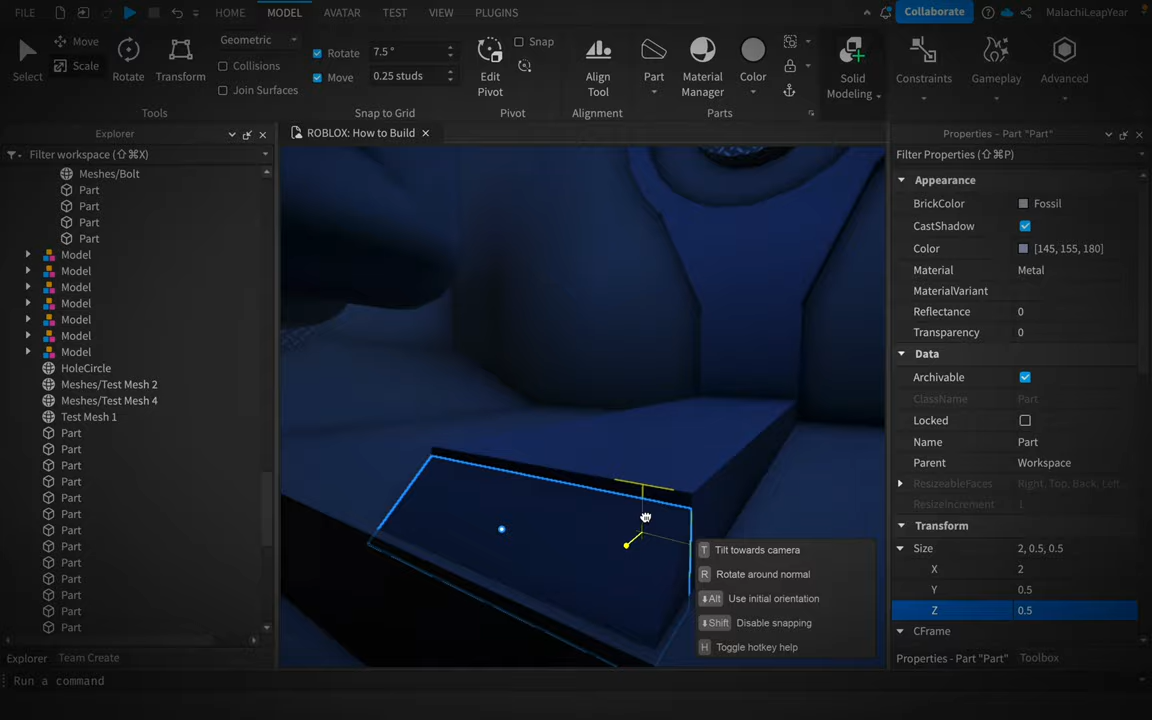 FILE HOME MODEL AVATAR TEST VIEW PLUGINS Collaborate MalachiLeapYear
Select
Move
Scale
Rotate
Transform
Geometric
Collisions
Join Surfaces
Tools
Rotate 7.5 °
Move 0.25 studs
Snap to Grid
Edit
Pivot
Snap
Pivot
Align
Tool
Alignment
Part
Material
Manager
Color
Parts
Solid
Modeling
Constraints
Gameplay
Advanced
Explorer
Filter workspace (⇧⌘X)
Meshes/Bolt
Part
Part
Part
Part
Model
Model
Model
Model
Model
Model
Model
HoleCircle
Meshes/Test Mesh 2
Meshes/Test Mesh 4
Test Mesh 1
Part
Part
Part
Part
Part
Part
Part
Part
Part
Part
Part
Part
Part
Explorer Team Create
Run a command
ROBLOX: How to Build
T Tilt towards camera
R Rotate around normal
Alt Use initial orientation
Shift Disable snapping
H Toggle hotkey help
Properties - Part "Part"
Filter Properties (⇧⌘P)
Appearance
BrickColor Fossil
CastShadow
Color [145, 155, 180]
Material Metal
MaterialVariant
Reflectance 0
Transparency 0
Data
Archivable
ClassName Part
Locked
Name Part
Parent Workspace
ResizeableFaces Right, Top, Back, Left,
ResizeIncrement 1
Transform
Size 2, 0.5, 0.5
X 2
Y 0.5
Z 0.5
CFrame
Properties - Part "Part" Toolbox